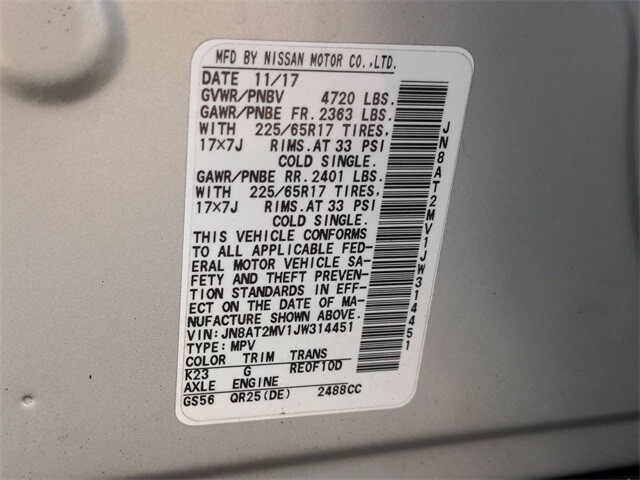 MFD BY NISSAN MOTOR CO.,LTD.
DATE 11/17
GVWR/PNBV 4720 LBS.
GAWR/PNBE FR. 2363 LBS.
WITH 225/65R17 TIRES,
17×7J RIMS.AT 33 PSI
COLD SINGLE.
GAWR/PNBE RR. 2401 LBS.
WITH 225/65R17 TIRES,
17×7J RIMS.AT 33 PSI
COLD SINGLE.
THIS VEHICLE CONFORMS
TO ALL APPLICABLE FED-
ERAL MOTOR VEHICLE SA-
FETY AND THEFT PREVEN-
TION STANDARDS IN EFF-
ECT ON THE DATE OF MA-
NUFACTURE SHOWN ABOVE.
VIN:JN8AT2MV1JW314451
TYPE:MPV
COLOR TRIM TRANS
K23 G RE0F10D
AXLE ENGINE
GS56 QR25(DE) 2488CC
JN8AT2MV1JW314451